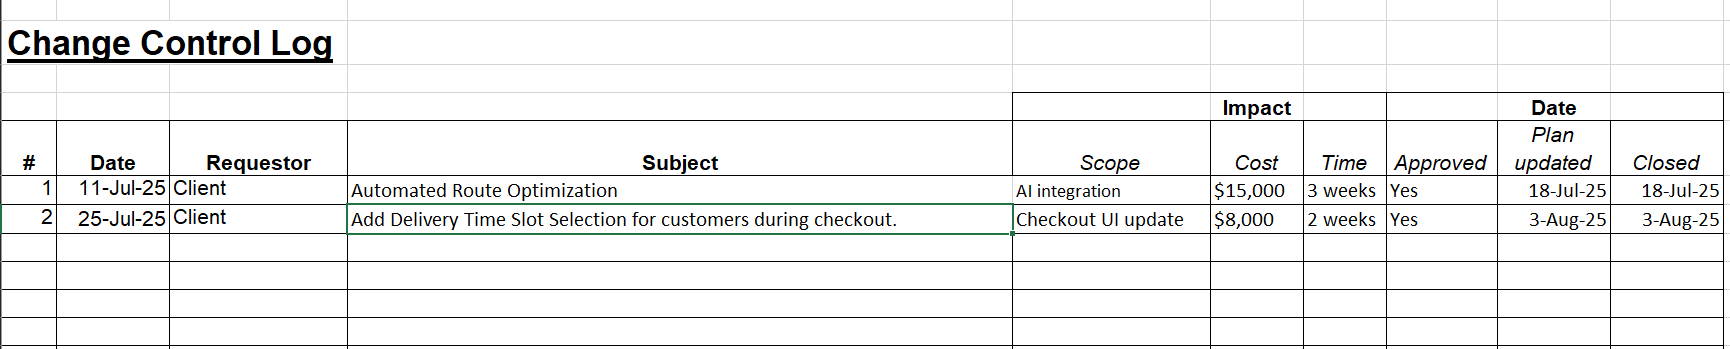 Change Control Log
Impact Date
# Date Requestor Subject Scope Cost Time Approved Plan updated Closed
1 11-Jul-25 Client Automated Route Optimization AI integration $15,000 3 weeks Yes 18-Jul-25 18-Jul-25
2 25-Jul-25 Client Add Delivery Time Slot Selection for customers during checkout. Checkout UI update $8,000 2 weeks Yes 3-Aug-25 3-Aug-25